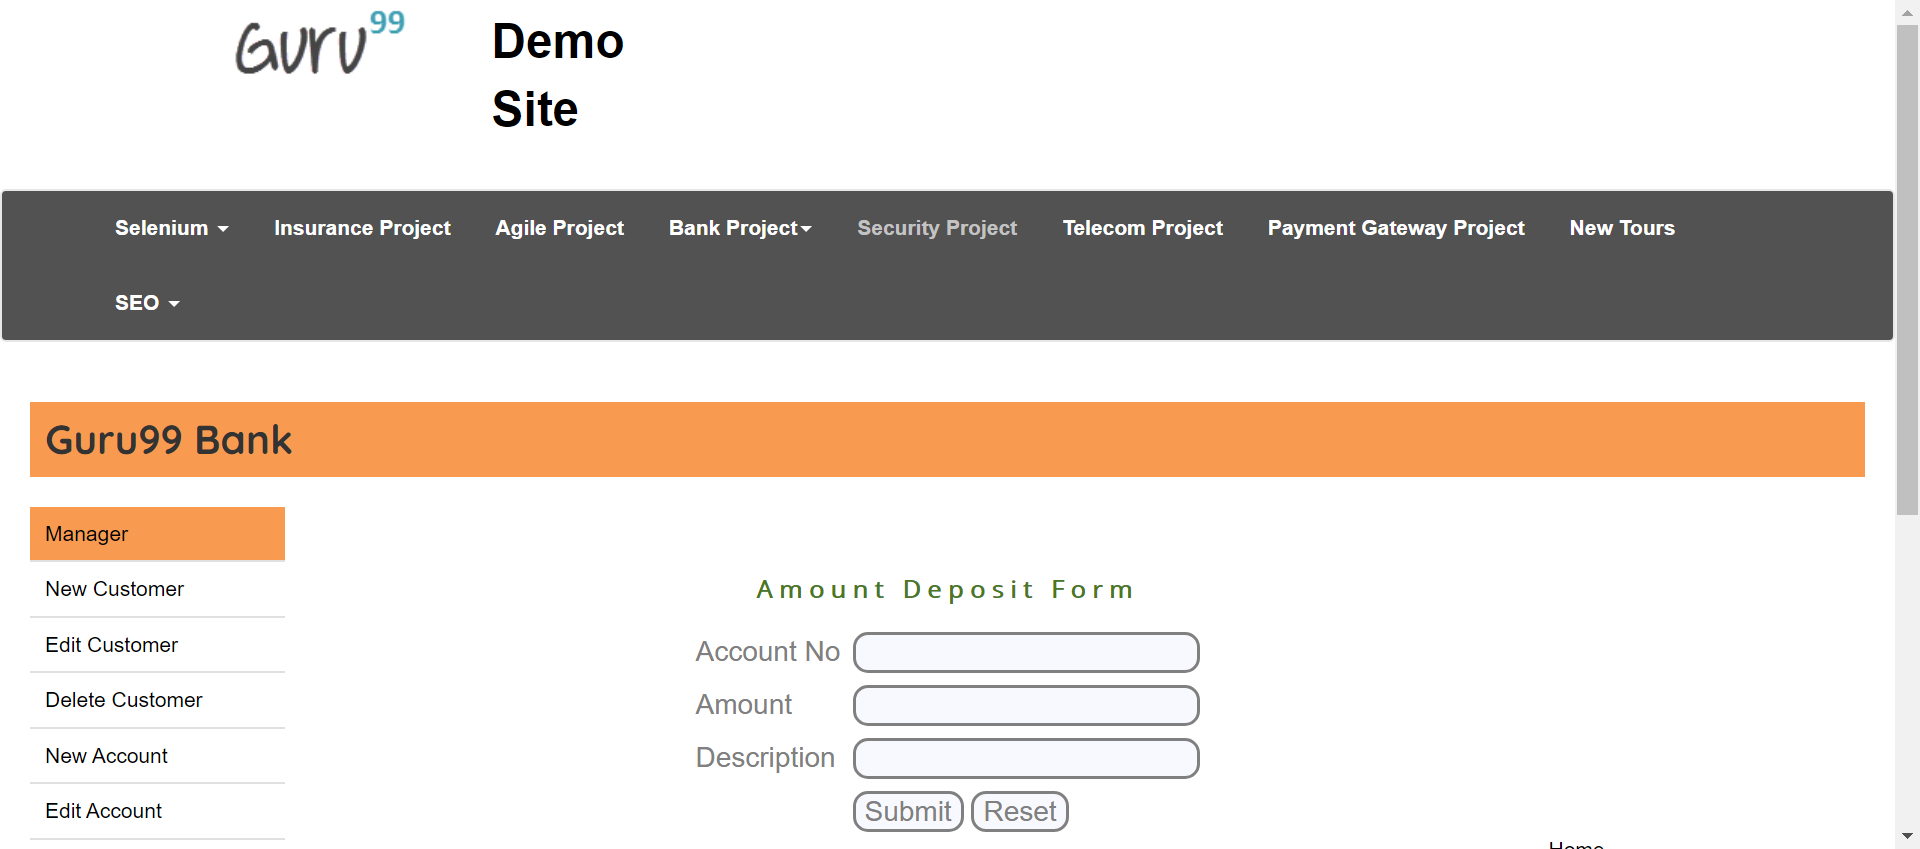 Guru99
Demo
Site
Selenium Insurance Project Agile Project Bank Project Security Project Telecom Project Payment Gateway Project New Tours
SEO
Guru99 Bank
Manager
New Customer
Edit Customer
Delete Customer
New Account
Edit Account
Amount Deposit Form
Account No
Amount
Description
Submit Reset
Home